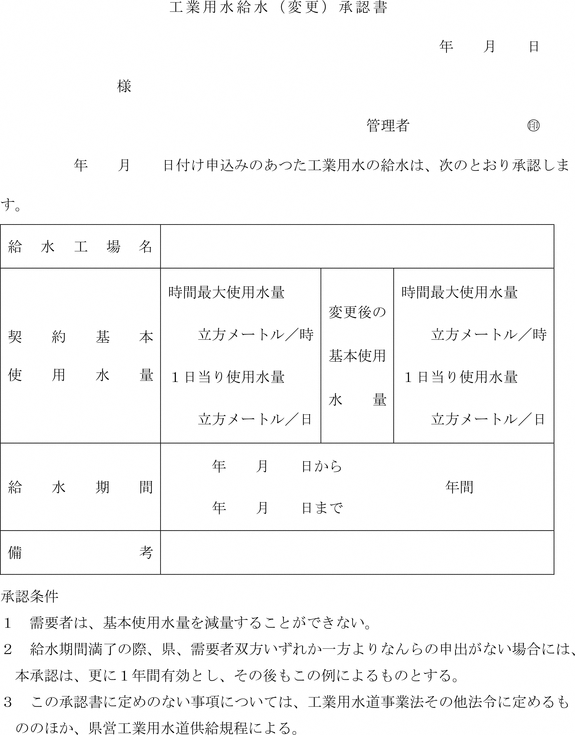 工業用水給水（変更）承認書
年　　月　　日
様
管理者　　　　　　　　㊞
年　　月　　日付け申込みのあつた工業用水の給水は、次のとおり承認しま
す。
給水工場名
契約基本
使用水量
時間最大使用水量
立方メートル／時
１日当り使用水量
立方メートル／日
変更後の
基本使用
水　　量
時間最大使用水量
立方メートル／時
１日当り使用水量
立方メートル／日
給水期間
年　　月　　日から
年　　月　　日まで
年間
備考
承認条件
１　需要者は、基本使用水量を減量することができない。
２　給水期間満了の際、県、需要者双方いずれか一方よりなんらの申出がない場合には、
本承認は、更に１年間有効とし、その後もこの例によるものとする。
３　この承認書に定めのない事項については、工業用水道事業法その他法令に定めるも
ののほか、県営工業用水道供給規程による。